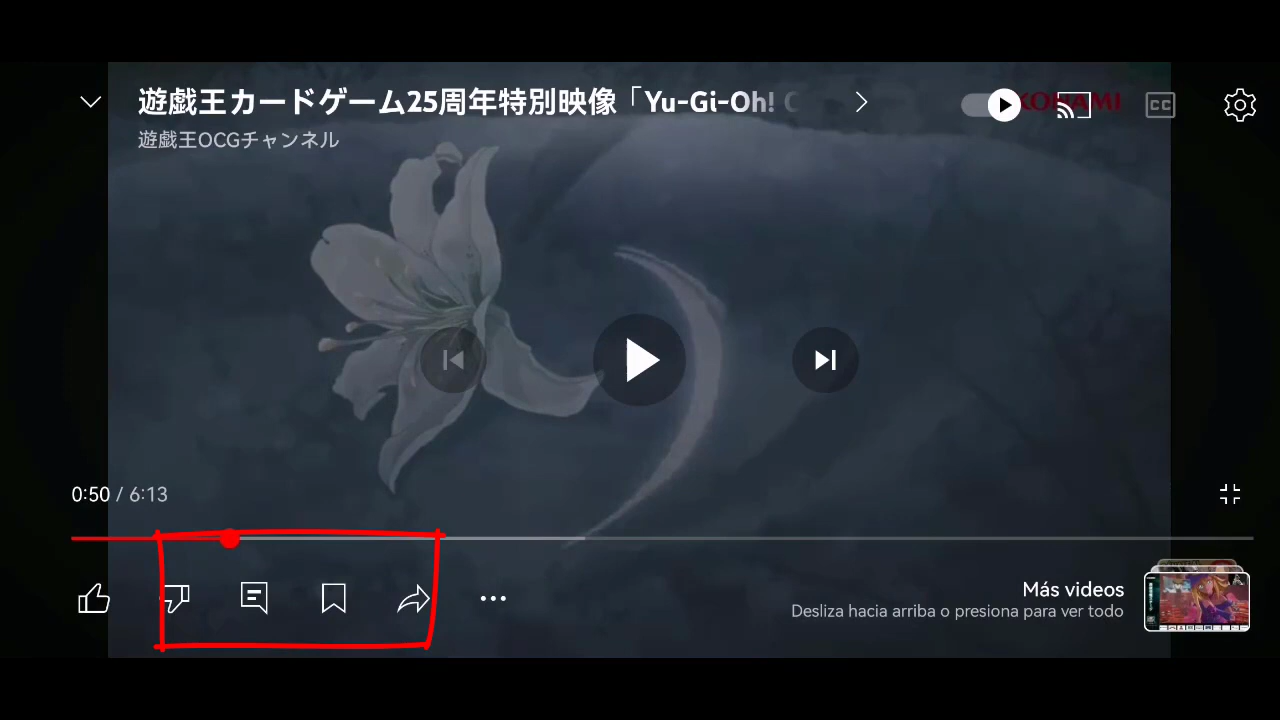 遊戯王カードゲーム25周年特別映像「Yu-Gi-Oh! C
遊戯王OCGチャンネル
KONAMI
CC
0:50 / 6:13
Más videos
Desliza hacia arriba o presiona para ver todo